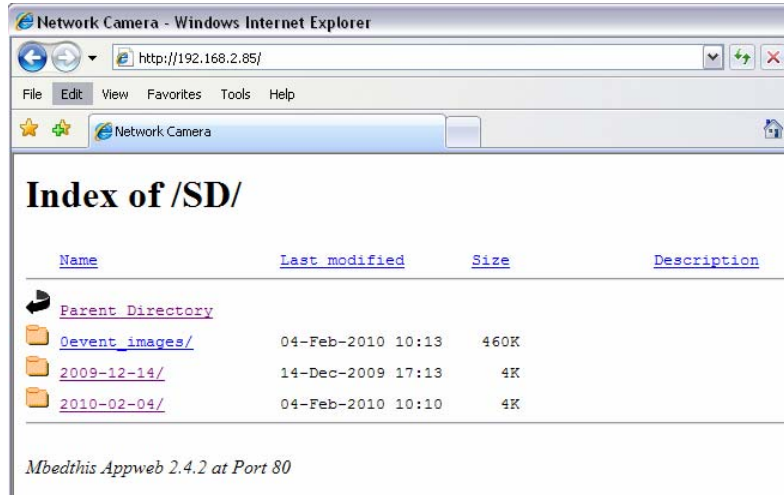 Network Camera - Windows Internet Explorer
http://192.168.2.85/
File Edit View Favorites Tools Help
Network Camera
Index of /SD/
Name Last modified Size Description
Parent Directory
0event_images/ 04-Feb-2010 10:13 460K
2009-12-14/ 14-Dec-2009 17:13 4K
2010-02-04/ 04-Feb-2010 10:10 4K
Mbedthis Appweb 2.4.2 at Port 80